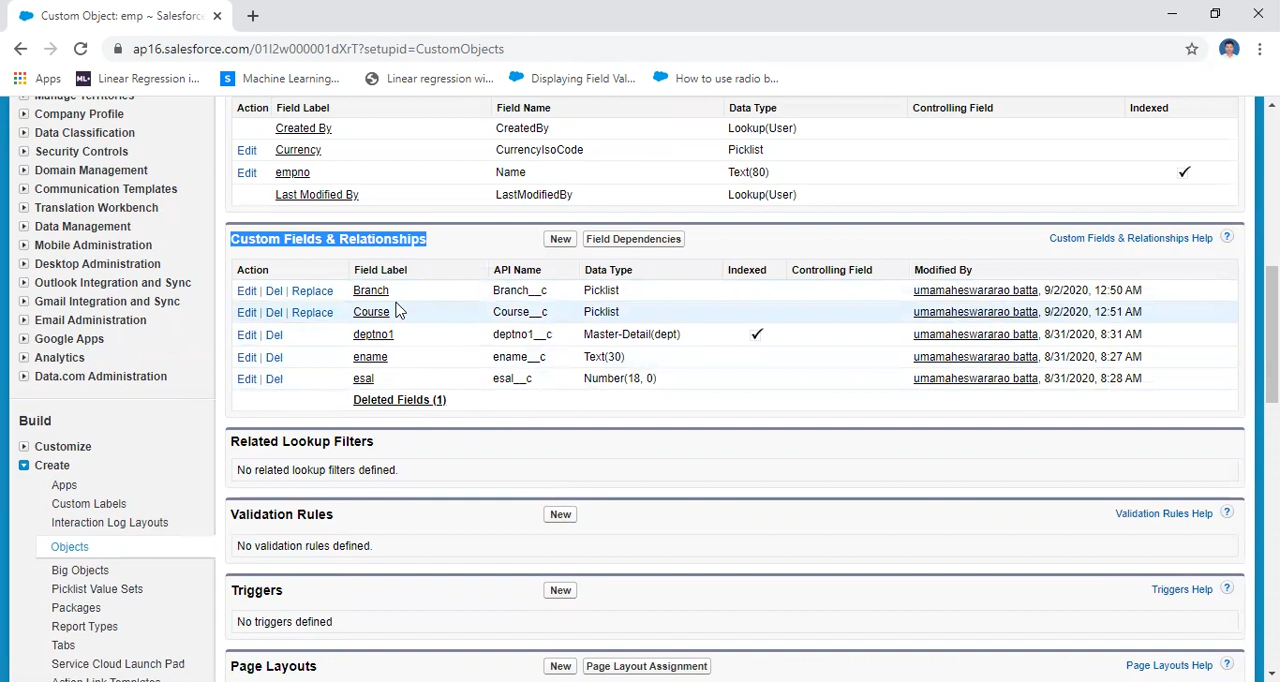 Custom Object: emp ~ Salesforce
ap16.salesforce.com/01I2w000001dXrT?setupid=CustomObjects
Apps
Linear Regression i...
Machine Learning...
Linear regression wi...
Displaying Field Val...
How to use radio b...
Manage Territories
Company Profile
Data Classification
Security Controls
Domain Management
Communication Templates
Translation Workbench
Data Management
Mobile Administration
Desktop Administration
Outlook Integration and Sync
Gmail Integration and Sync
Email Administration
Google Apps
Analytics
Data.com Administration
Build
Customize
Create
Apps
Custom Labels
Interaction Log Layouts
Objects
Big Objects
Picklist Value Sets
Packages
Report Types
Tabs
Service Cloud Launch Pad
Action Link Templates
Action Field Label Field Name Data Type Controlling Field Indexed
Created By CreatedBy Lookup(User)
Edit Currency CurrencyIsoCode Picklist
Edit empno Name Text(80) ✓
Last Modified By LastModifiedBy Lookup(User)
Custom Fields & Relationships New Field Dependencies Custom Fields & Relationships Help ?
Action Field Label API Name Data Type Indexed Controlling Field Modified By
Edit | Del | Replace Branch Branch__c Picklist umamaheswararao batta, 9/2/2020, 12:50 AM
Edit | Del | Replace Course Course__c Picklist umamaheswararao batta, 9/2/2020, 12:51 AM
Edit | Del deptno1 deptno1__c Master-Detail(dept) ✓ umamaheswararao batta, 8/31/2020, 8:31 AM
Edit | Del ename ename__c Text(30) umamaheswararao batta, 8/31/2020, 8:27 AM
Edit | Del esal esal__c Number(18, 0) umamaheswararao batta, 8/31/2020, 8:28 AM
Deleted Fields (1)
Related Lookup Filters
No related lookup filters defined.
Validation Rules New Validation Rules Help ?
No validation rules defined.
Triggers New Triggers Help ?
No triggers defined
Page Layouts New Page Layout Assignment Page Layouts Help ?